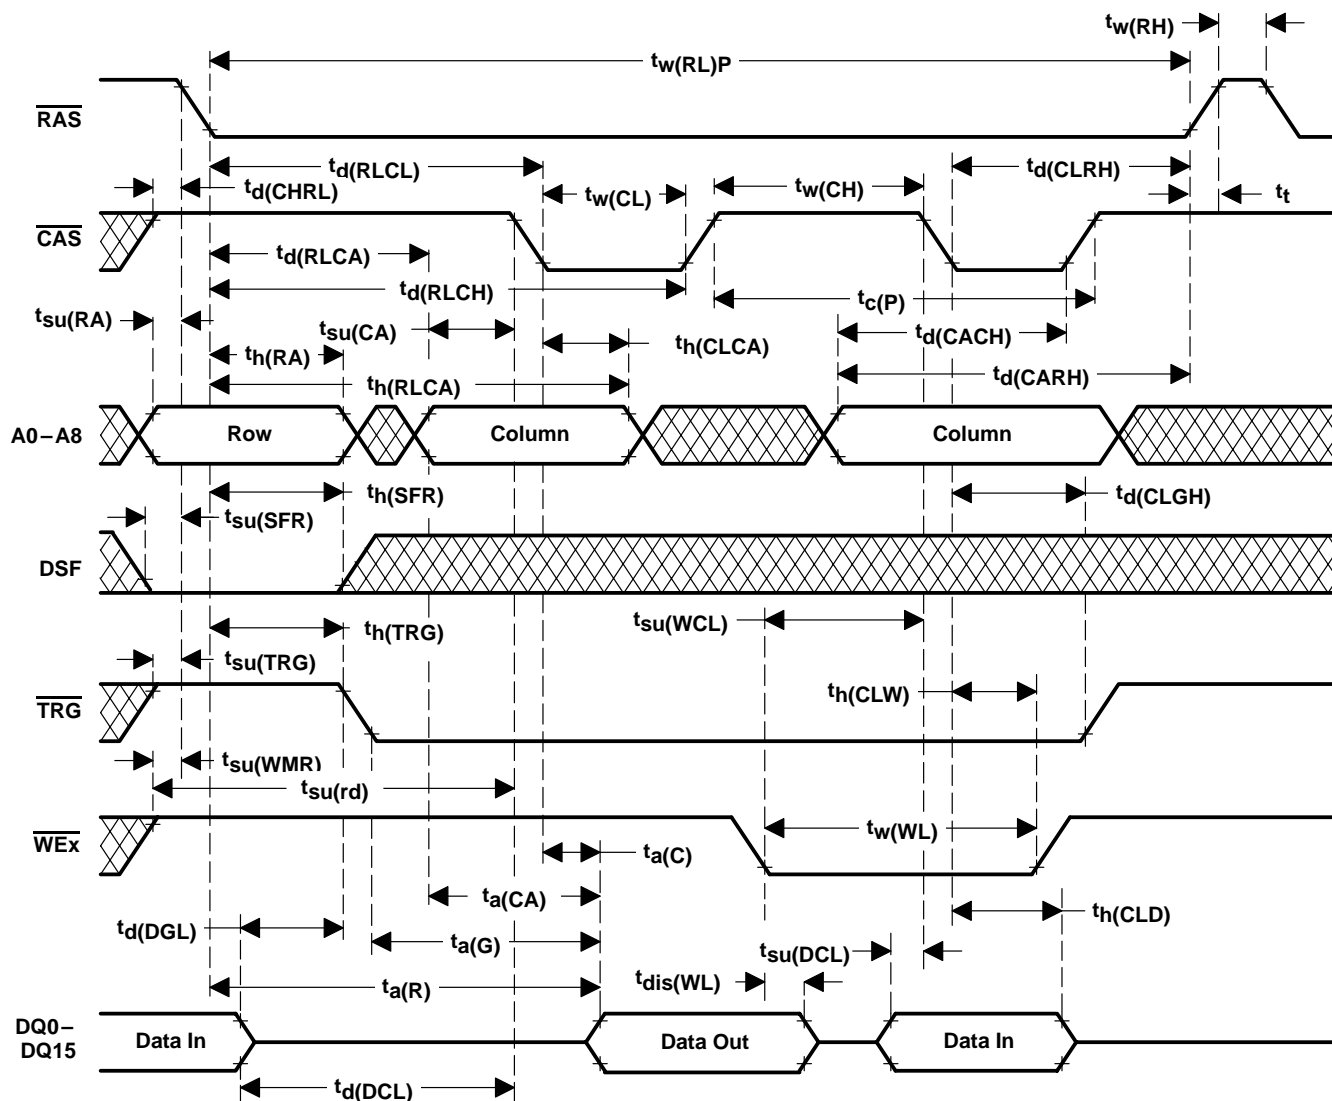 tw(RH)
tw(RL)P
RAS
td(RLCL)
td(CLRH)
td(CHRL)
tw(CL)
tw(CH)
tt
CAS
td(RLCA)
td(RLCH)
tc(P)
tsu(RA)
tsu(CA)
td(CACH)
th(RA)
th(CLCA)
th(RLCA)
td(CARH)
A0–A8
Row
Column
Column
th(SFR)
td(CLGH)
tsu(SFR)
DSF
th(TRG)
tsu(WCL)
tsu(TRG)
TRG
th(CLW)
tsu(WMR)
tsu(rd)
WEx
tw(WL)
ta(C)
ta(CA)
td(DGL)
th(CLD)
ta(G)
tsu(DCL)
tdis(WL)
ta(R)
DQ0–
DQ15
Data In
Data Out
Data In
td(DCL)